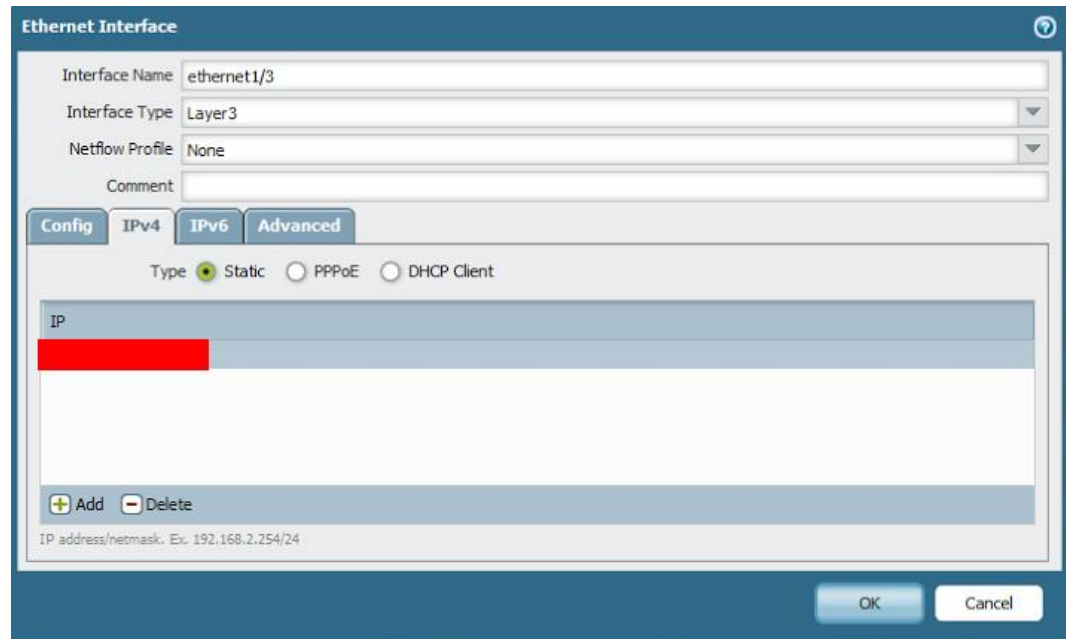 Ethernet Interface
Interface Name ethernet1/3
Interface Type Layer3
Netflow Profile None
Comment
Config IPv4 IPv6 Advanced
Type Static PPPoE DHCP Client
IP
Add Delete
IP address/netmask. Ex. 192.168.2.254/24
OK Cancel